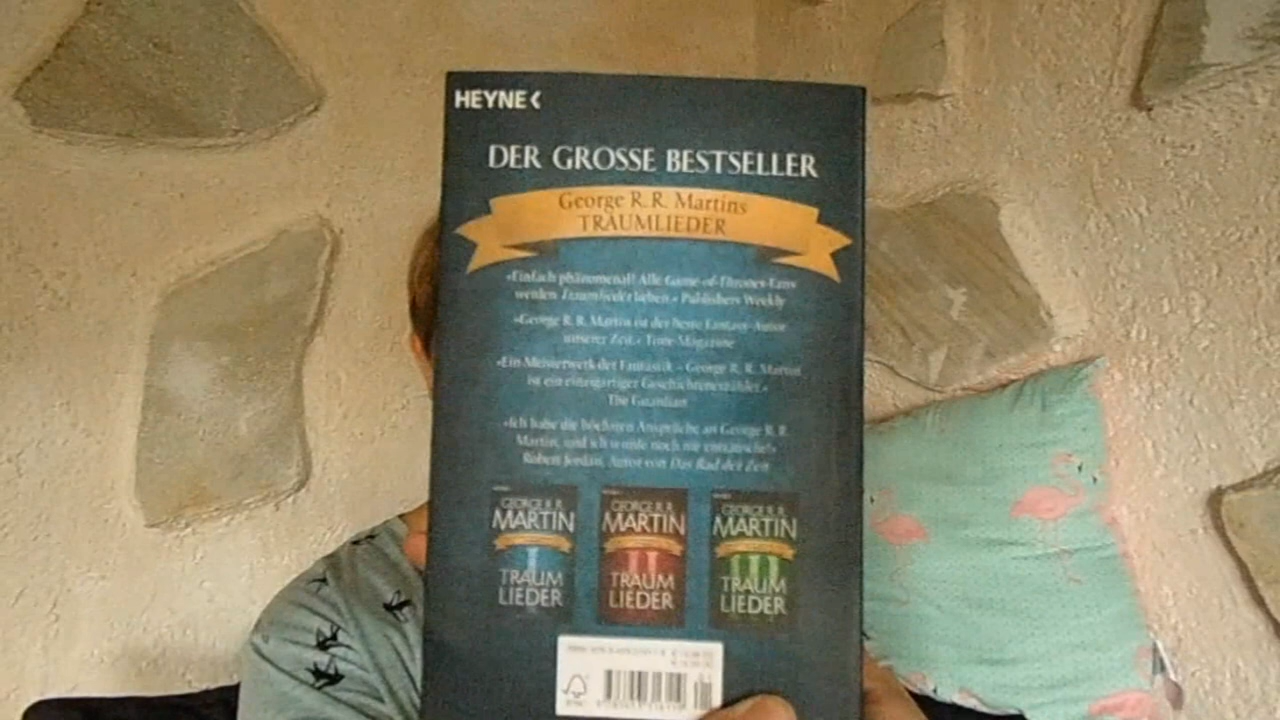 HEYNE <
DER GROSSE BESTSELLER
George R. R. Martins
TRAUMLIEDER
»Einfach phänomenal! Alle Game-of-Thrones-Fans
werden Traumlieder lieben.« Publishers Weekly
»George R. R. Martin ist der beste Fantasy-Autor
unserer Zeit.« Time Magazine
»Ein Meisterwerk der Fantastik – George R. R. Martin
ist ein einzigartiger Geschichtenerzähler.«
The Guardian
»Ich habe die höchsten Ansprüche an George R. R.
Martin, und ich wurde noch nie enttäuscht!«
Robert Jordan, Autor von Das Rad der Zeit
GEORGE R. R.
MARTIN
I
TRAUM
LIEDER
GEORGE R. R.
MARTIN
II
TRAUM
LIEDER
GEORGE R. R.
MARTIN
III
TRAUM
LIEDER